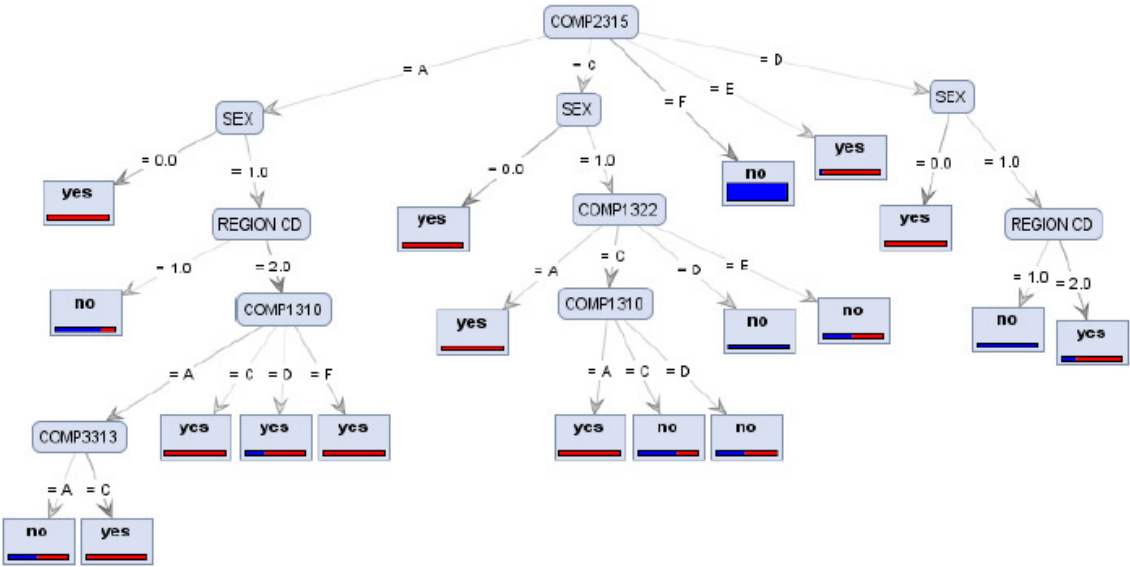 COMP2315
= A
= C
= F
= E
= D
SEX
SEX
SEX
= 0.0
= 1.0
= 0.0
= 1.0
= 0.0
= 1.0
yes
REGION CD
yes
COMP1322
no
yes
yes
REGION CD
= 1.0
= 2.0
= A
= C
= D
= E
= 1.0
= 2.0
no
COMP1310
yes
COMP1310
no
no
no
yes
= A
= C
= D
= F
= A
= C
= D
COMP3313
yes
yes
yes
yes
no
no
= A
= C
no
yes